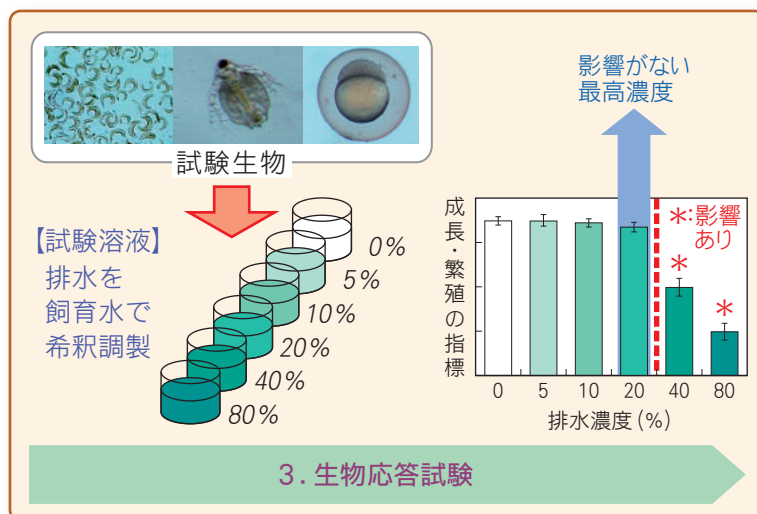 試験生物
【試験溶液】
排水を
飼育水で
希釈調製
0%
5%
10%
20%
40%
80%
影響がない
最高濃度
成長・繁殖の指標
*:影響
あり
*
*
0 5 10 20 40 80
排水濃度(%)
3. 生物応答試験